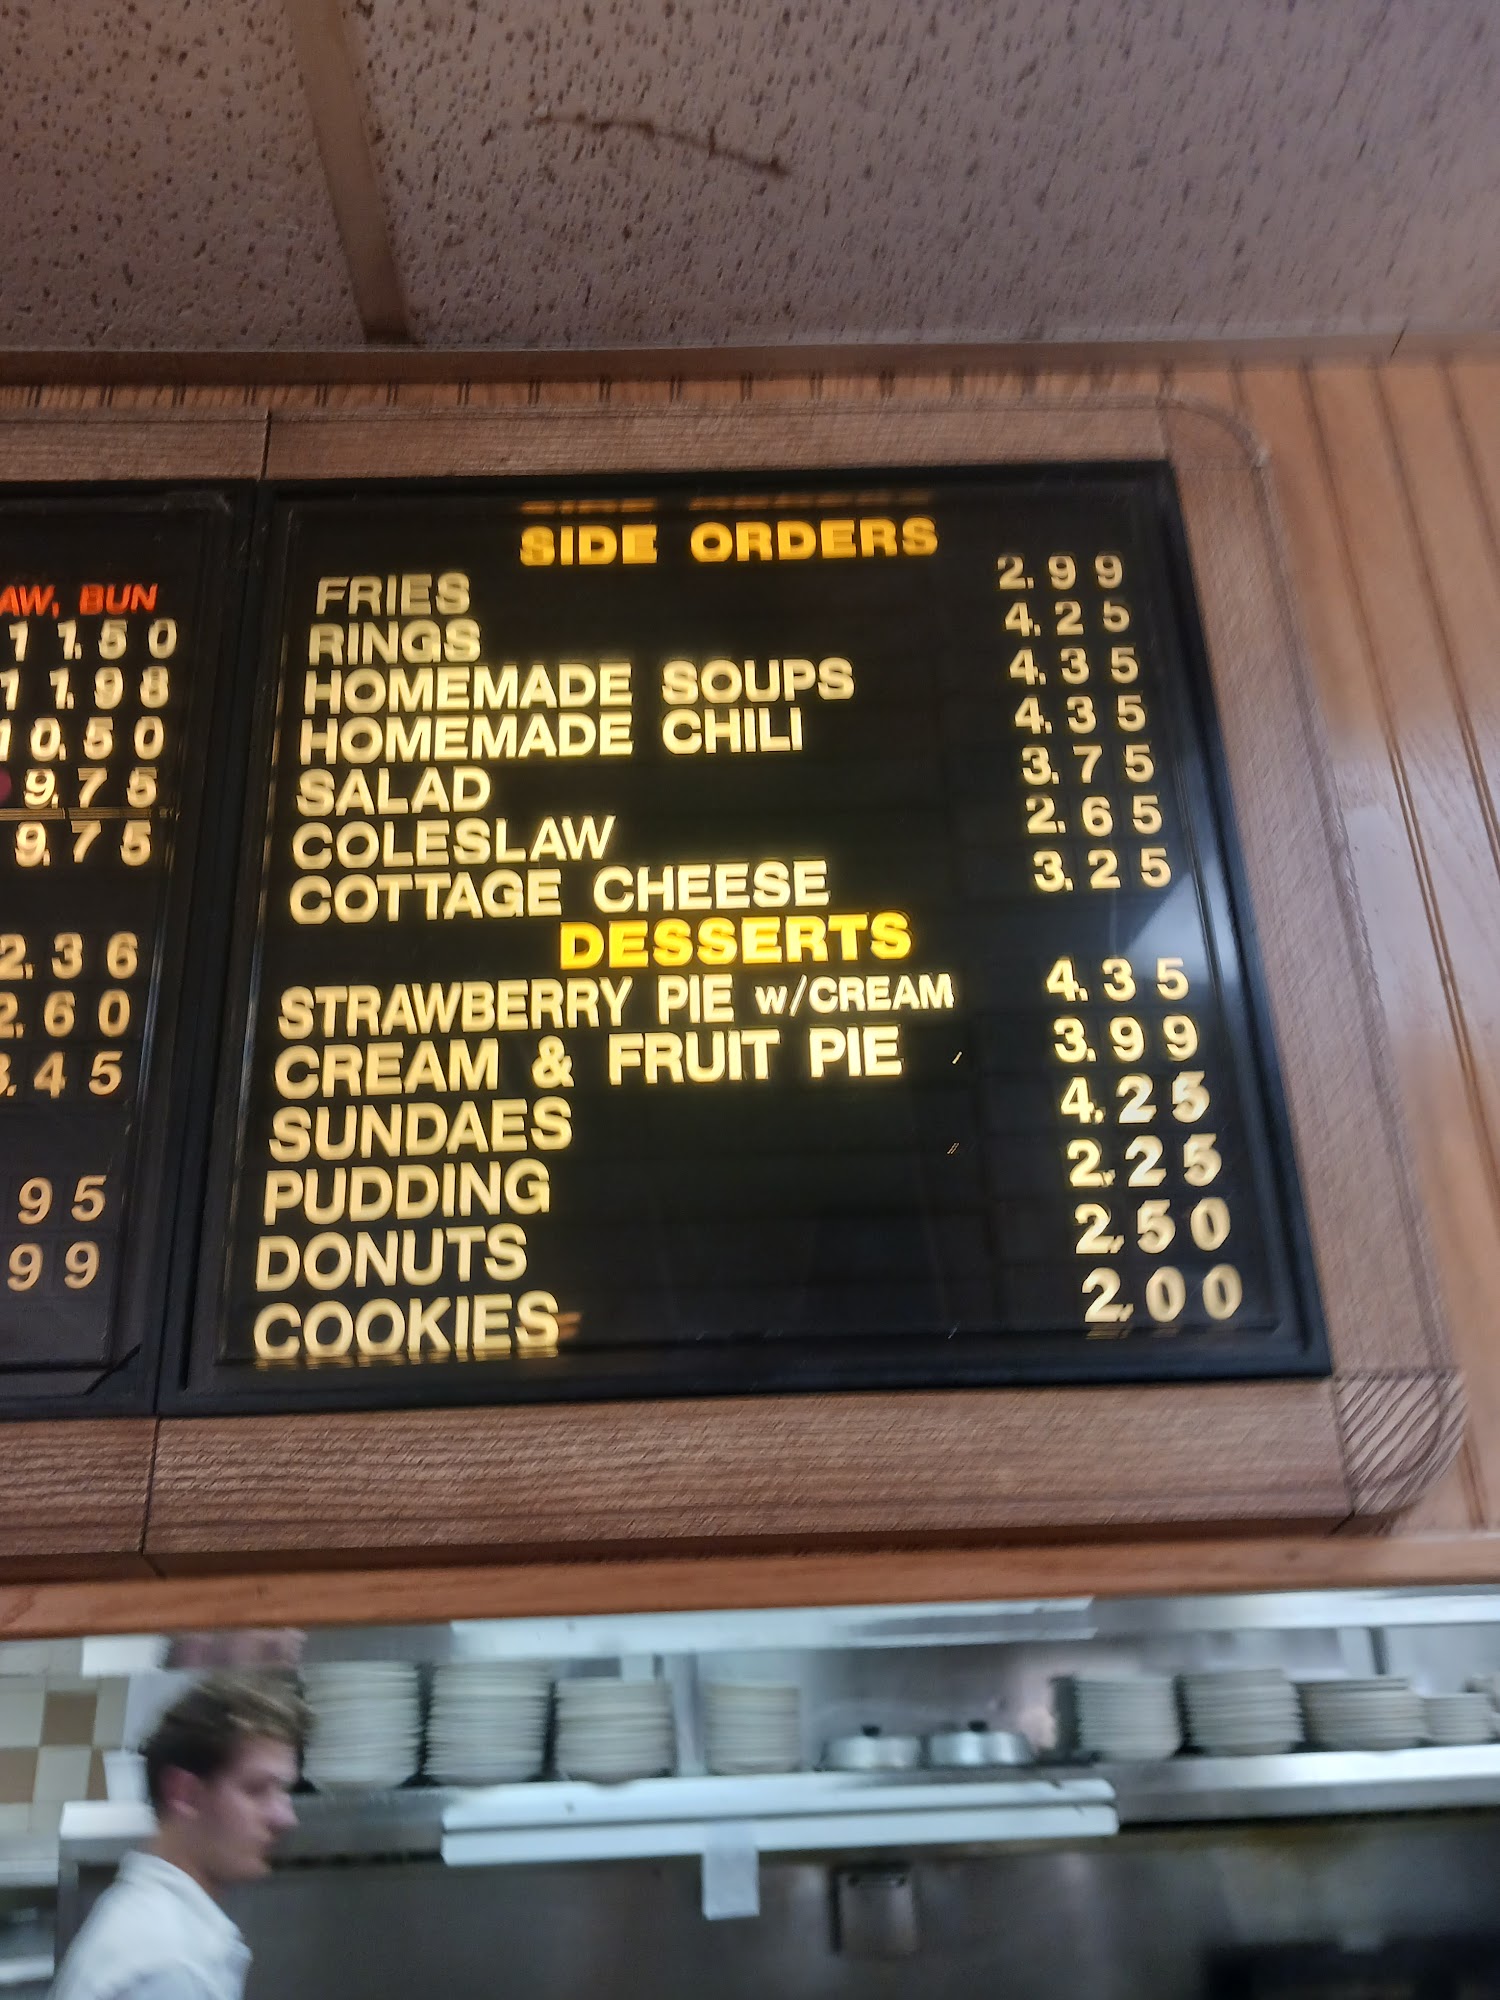 BUN
11.50
11.98
10.50
9.75
9.75
2.36
2.60
3.45
95
99
SIDE ORDERS
FRIES 2.99
RINGS 4.25
HOMEMADE SOUPS 4.35
HOMEMADE CHILI 4.35
SALAD 3.75
COLESLAW 2.65
COTTAGE CHEESE 3.25
DESSERTS
STRAWBERRY PIE w/CREAM 4.35
CREAM & FRUIT PIE 3.99
SUNDAES 4.25
PUDDING 2.25
DONUTS 2.50
COOKIES 2.00